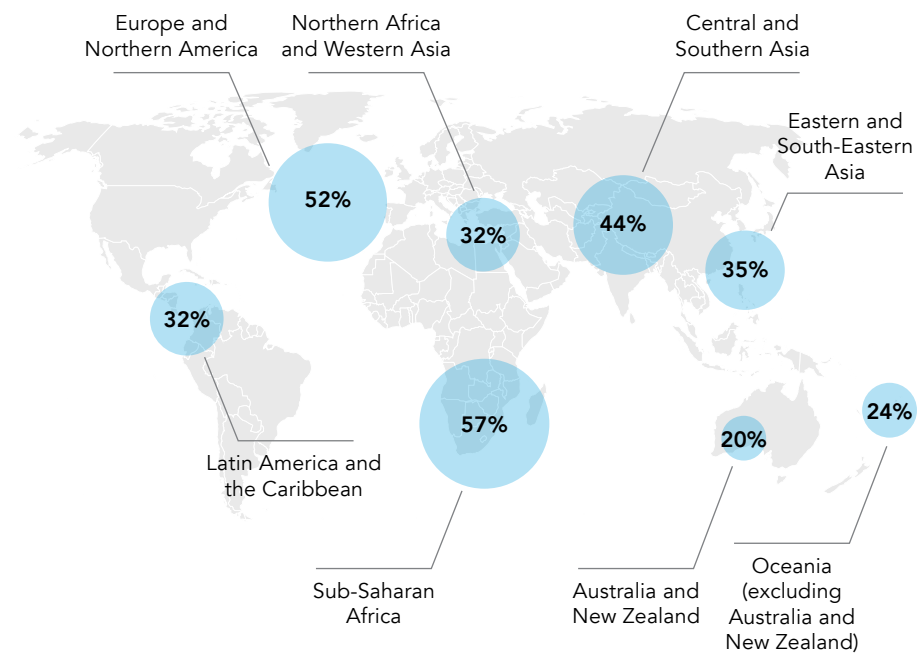 Europe and
Northern America
Northern Africa
and Western Asia
Central and
Southern Asia
Eastern and
South-Eastern
Asia
52%
32%
44%
35%
32%
57%
24%
20%
Latin America and
the Caribbean
Sub-Saharan
Africa
Australia and
New Zealand
Oceania
(excluding
Australia and
New Zealand)